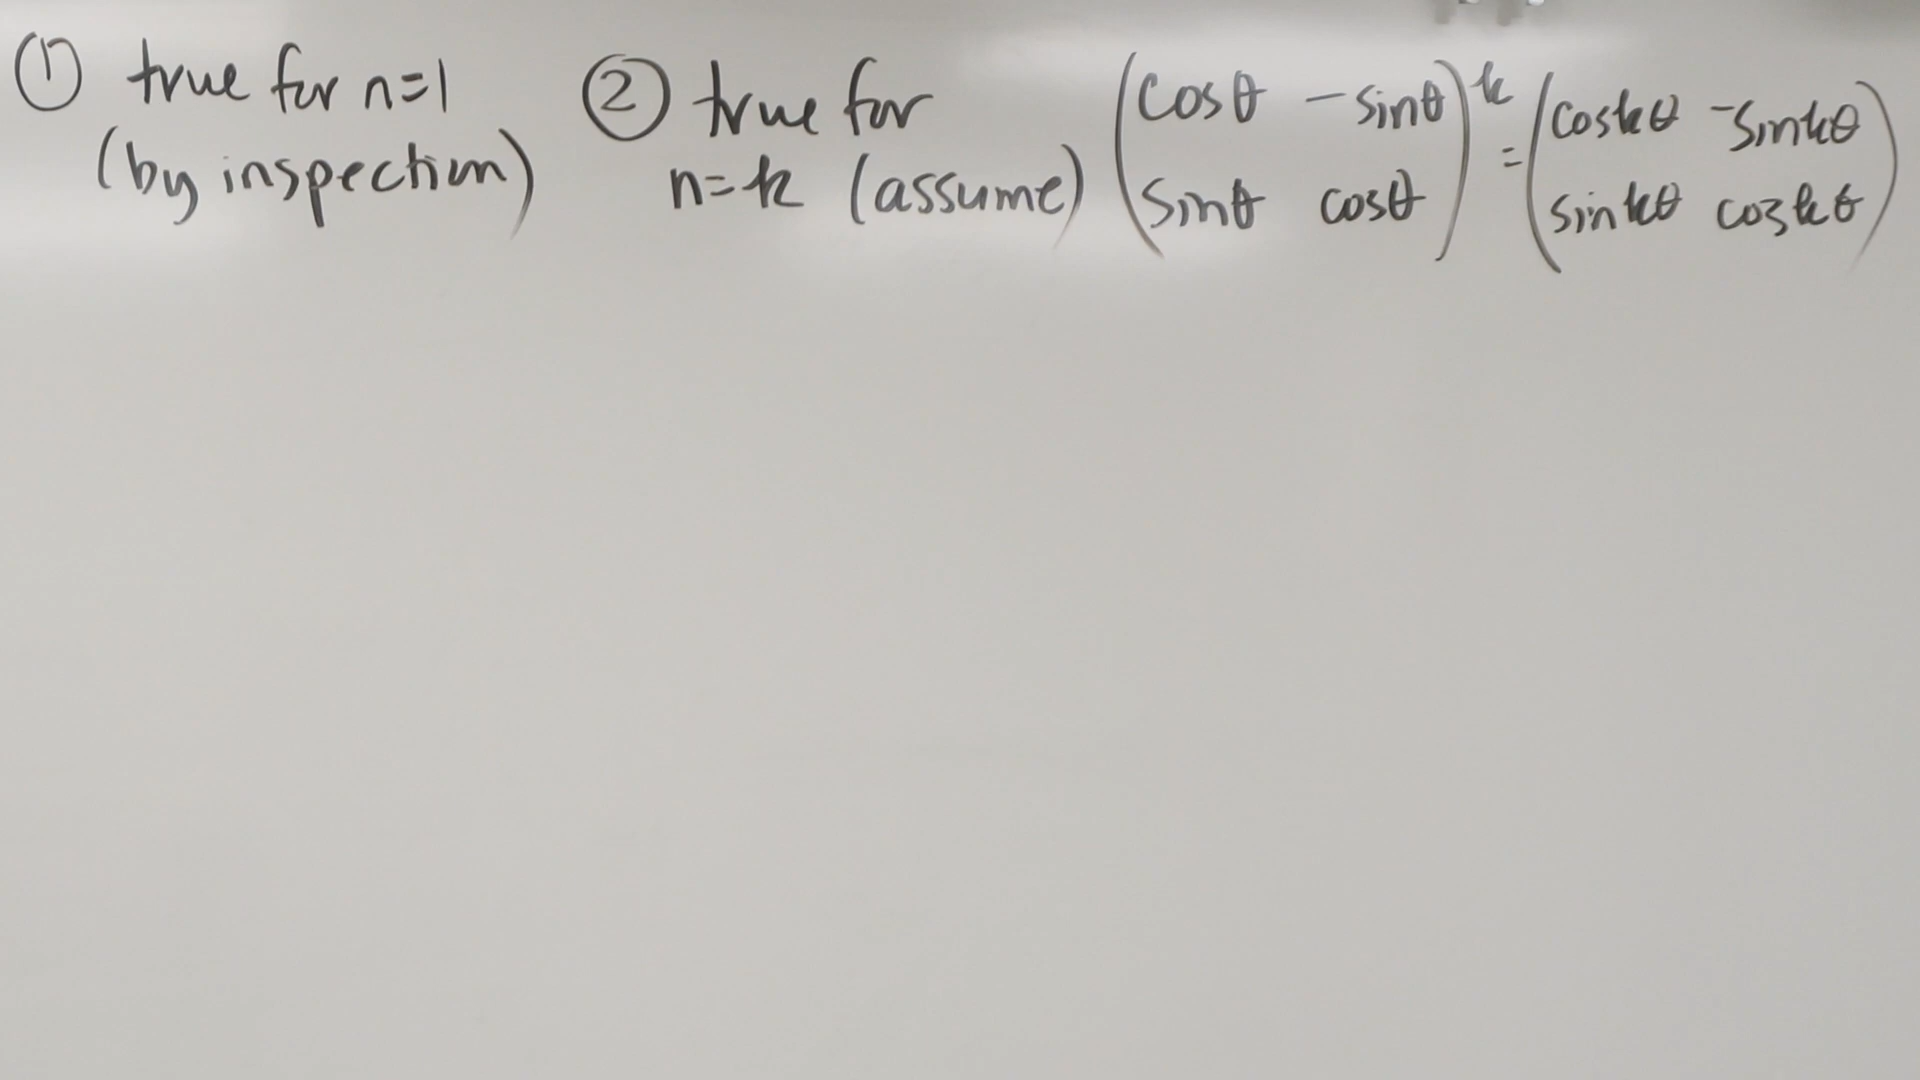 ① true for n=1
(by inspection)
② true for
n=k (assume)
(cosθ -sinθ)^k = (coskθ -sinkθ)
(sinθ cosθ) (sinkθ coskθ)